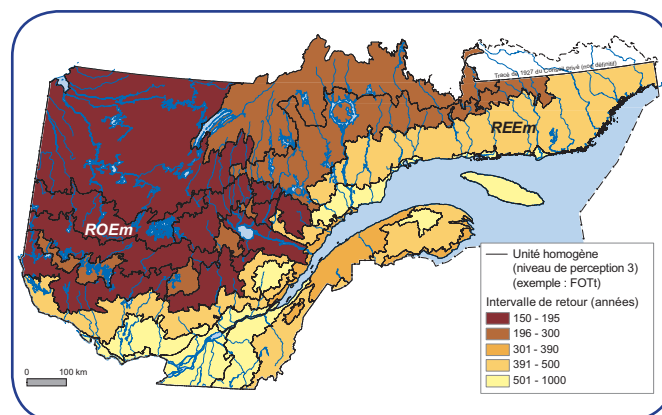 Tracé de 1927 du Conseil privé (non définitif)
REEm
ROEm
Unité homogène
(niveau de perception 3)
(exemple : FOTt)
Intervalle de retour (années)
150 - 195
196 - 300
301 - 390
391 - 500
501 - 1000
0 100 km